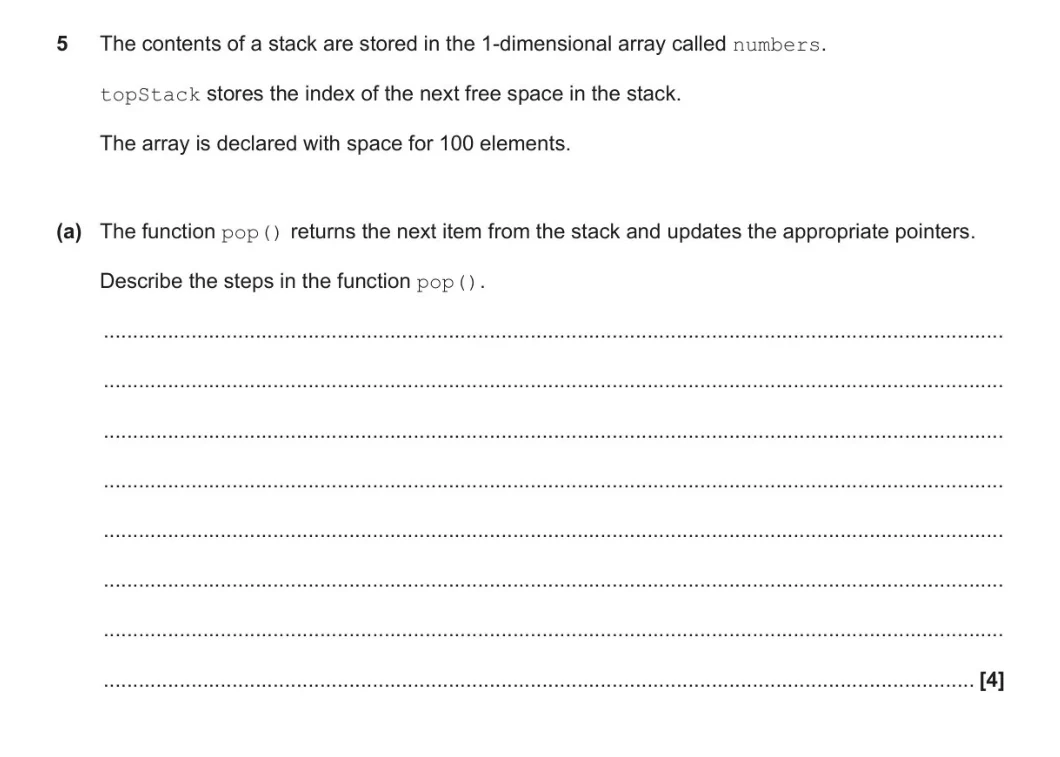 5 The contents of a stack are stored in the 1-dimensional array called numbers.
topStack stores the index of the next free space in the stack.
The array is declared with space for 100 elements.
(a) The function pop() returns the next item from the stack and updates the appropriate pointers.
Describe the steps in the function pop().
[4]